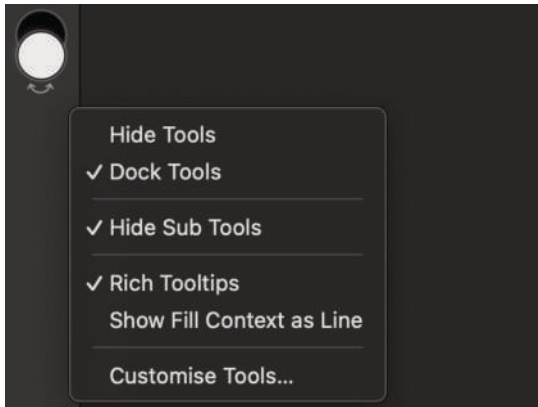 Hide Tools
✓ Dock Tools
✓ Hide Sub Tools
✓ Rich Tooltips
Show Fill Context as Line
Customise Tools...